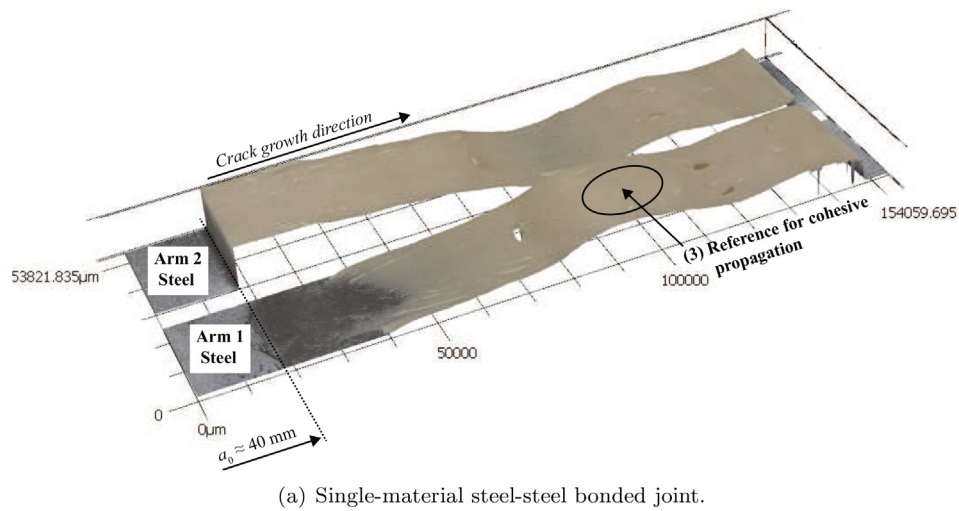 Crack growth direction
154059.695
(3) Reference for cohesive
propagation
100000
53821.835µm
Arm 2
Steel
Arm 1
Steel
50000
0
0µm
a₀ ≈ 40 mm
(a) Single-material steel-steel bonded joint.